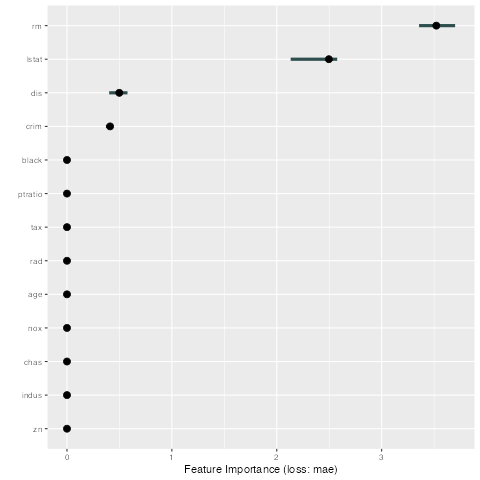 rm
lstat
dis
crim
black
ptratio
tax
rad
age
nox
chas
indus
zn
0 1 2 3
Feature Importance (loss: mae)